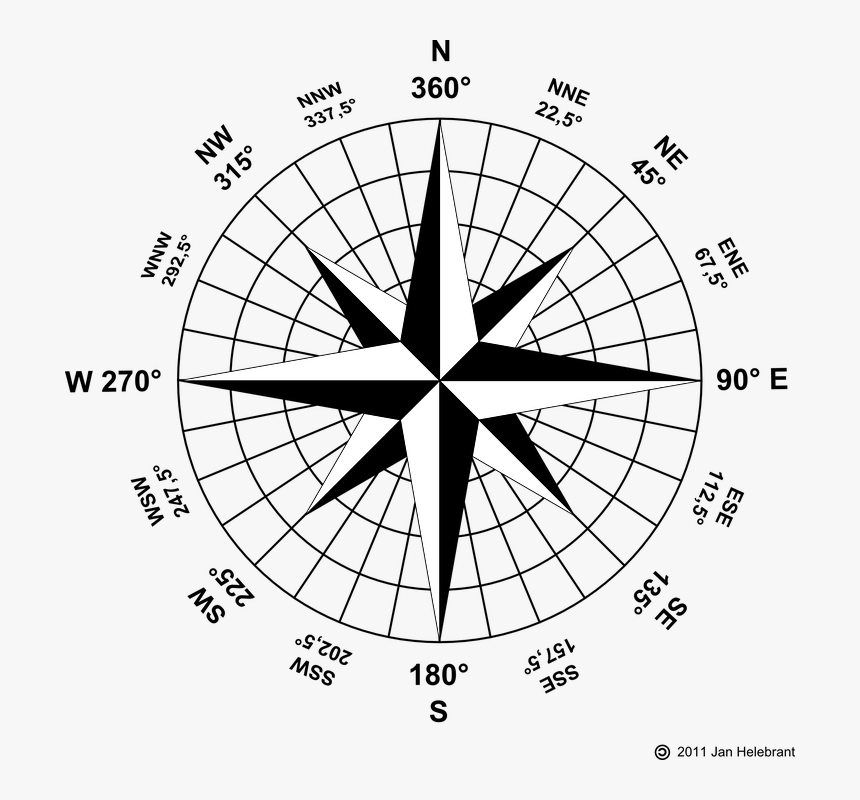 N
360°
NNE
22,5°
NE
45°
ENE
67,5°
90° E
ESE
112,5°
SE
135°
SSE
157,5°
180°
S
SSW
202,5°
SW
225°
WSW
247,5°
W 270°
WNW
292,5°
NW
315°
NNW
337,5°
🄯 2011 Jan Helebrant